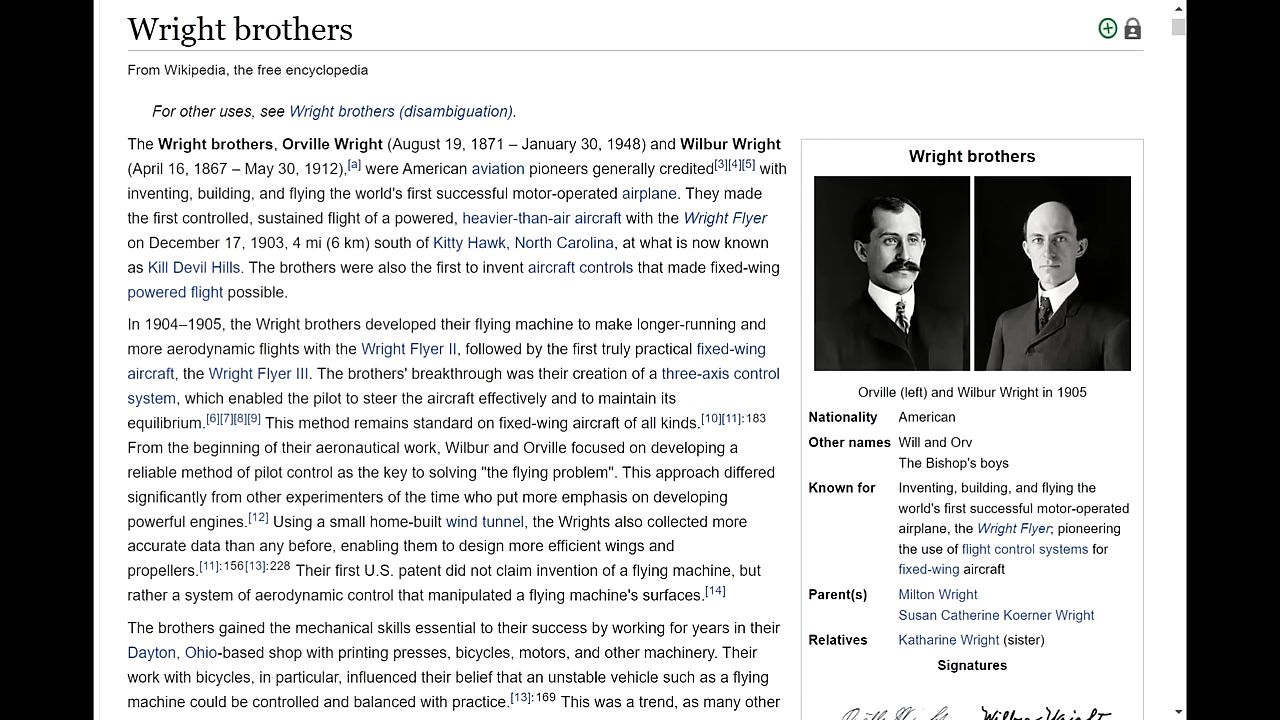 Wright brothers
From Wikipedia, the free encyclopedia
For other uses, see Wright brothers (disambiguation).
The Wright brothers, Orville Wright (August 19, 1871 – January 30, 1948) and Wilbur Wright
(April 16, 1867 – May 30, 1912),[a] were American aviation pioneers generally credited[3][4][5] with
inventing, building, and flying the world's first successful motor-operated airplane. They made
the first controlled, sustained flight of a powered, heavier-than-air aircraft with the Wright Flyer
on December 17, 1903, 4 mi (6 km) south of Kitty Hawk, North Carolina, at what is now known
as Kill Devil Hills. The brothers were also the first to invent aircraft controls that made fixed-wing
powered flight possible.
In 1904–1905, the Wright brothers developed their flying machine to make longer-running and
more aerodynamic flights with the Wright Flyer II, followed by the first truly practical fixed-wing
aircraft, the Wright Flyer III. The brothers' breakthrough was their creation of a three-axis control
system, which enabled the pilot to steer the aircraft effectively and to maintain its
equilibrium.[6][7][8][9] This method remains standard on fixed-wing aircraft of all kinds.[10][11]:183
From the beginning of their aeronautical work, Wilbur and Orville focused on developing a
reliable method of pilot control as the key to solving "the flying problem". This approach differed
significantly from other experimenters of the time who put more emphasis on developing
powerful engines.[12] Using a small home-built wind tunnel, the Wrights also collected more
accurate data than any before, enabling them to design more efficient wings and
propellers.[11]:156[13]:228 Their first U.S. patent did not claim invention of a flying machine, but
rather a system of aerodynamic control that manipulated a flying machine's surfaces.[14]
The brothers gained the mechanical skills essential to their success by working for years in their
Dayton, Ohio-based shop with printing presses, bicycles, motors, and other machinery. Their
work with bicycles, in particular, influenced their belief that an unstable vehicle such as a flying
machine could be controlled and balanced with practice.[13]:169 This was a trend, as many other
Wright brothers
Orville (left) and Wilbur Wright in 1905
Nationality American
Other names Will and Orv
The Bishop's boys
Known for Inventing, building, and flying the
world's first successful motor-operated
airplane, the Wright Flyer; pioneering
the use of flight control systems for
fixed-wing aircraft
Parent(s) Milton Wright
Susan Catherine Koerner Wright
Relatives Katharine Wright (sister)
Signatures